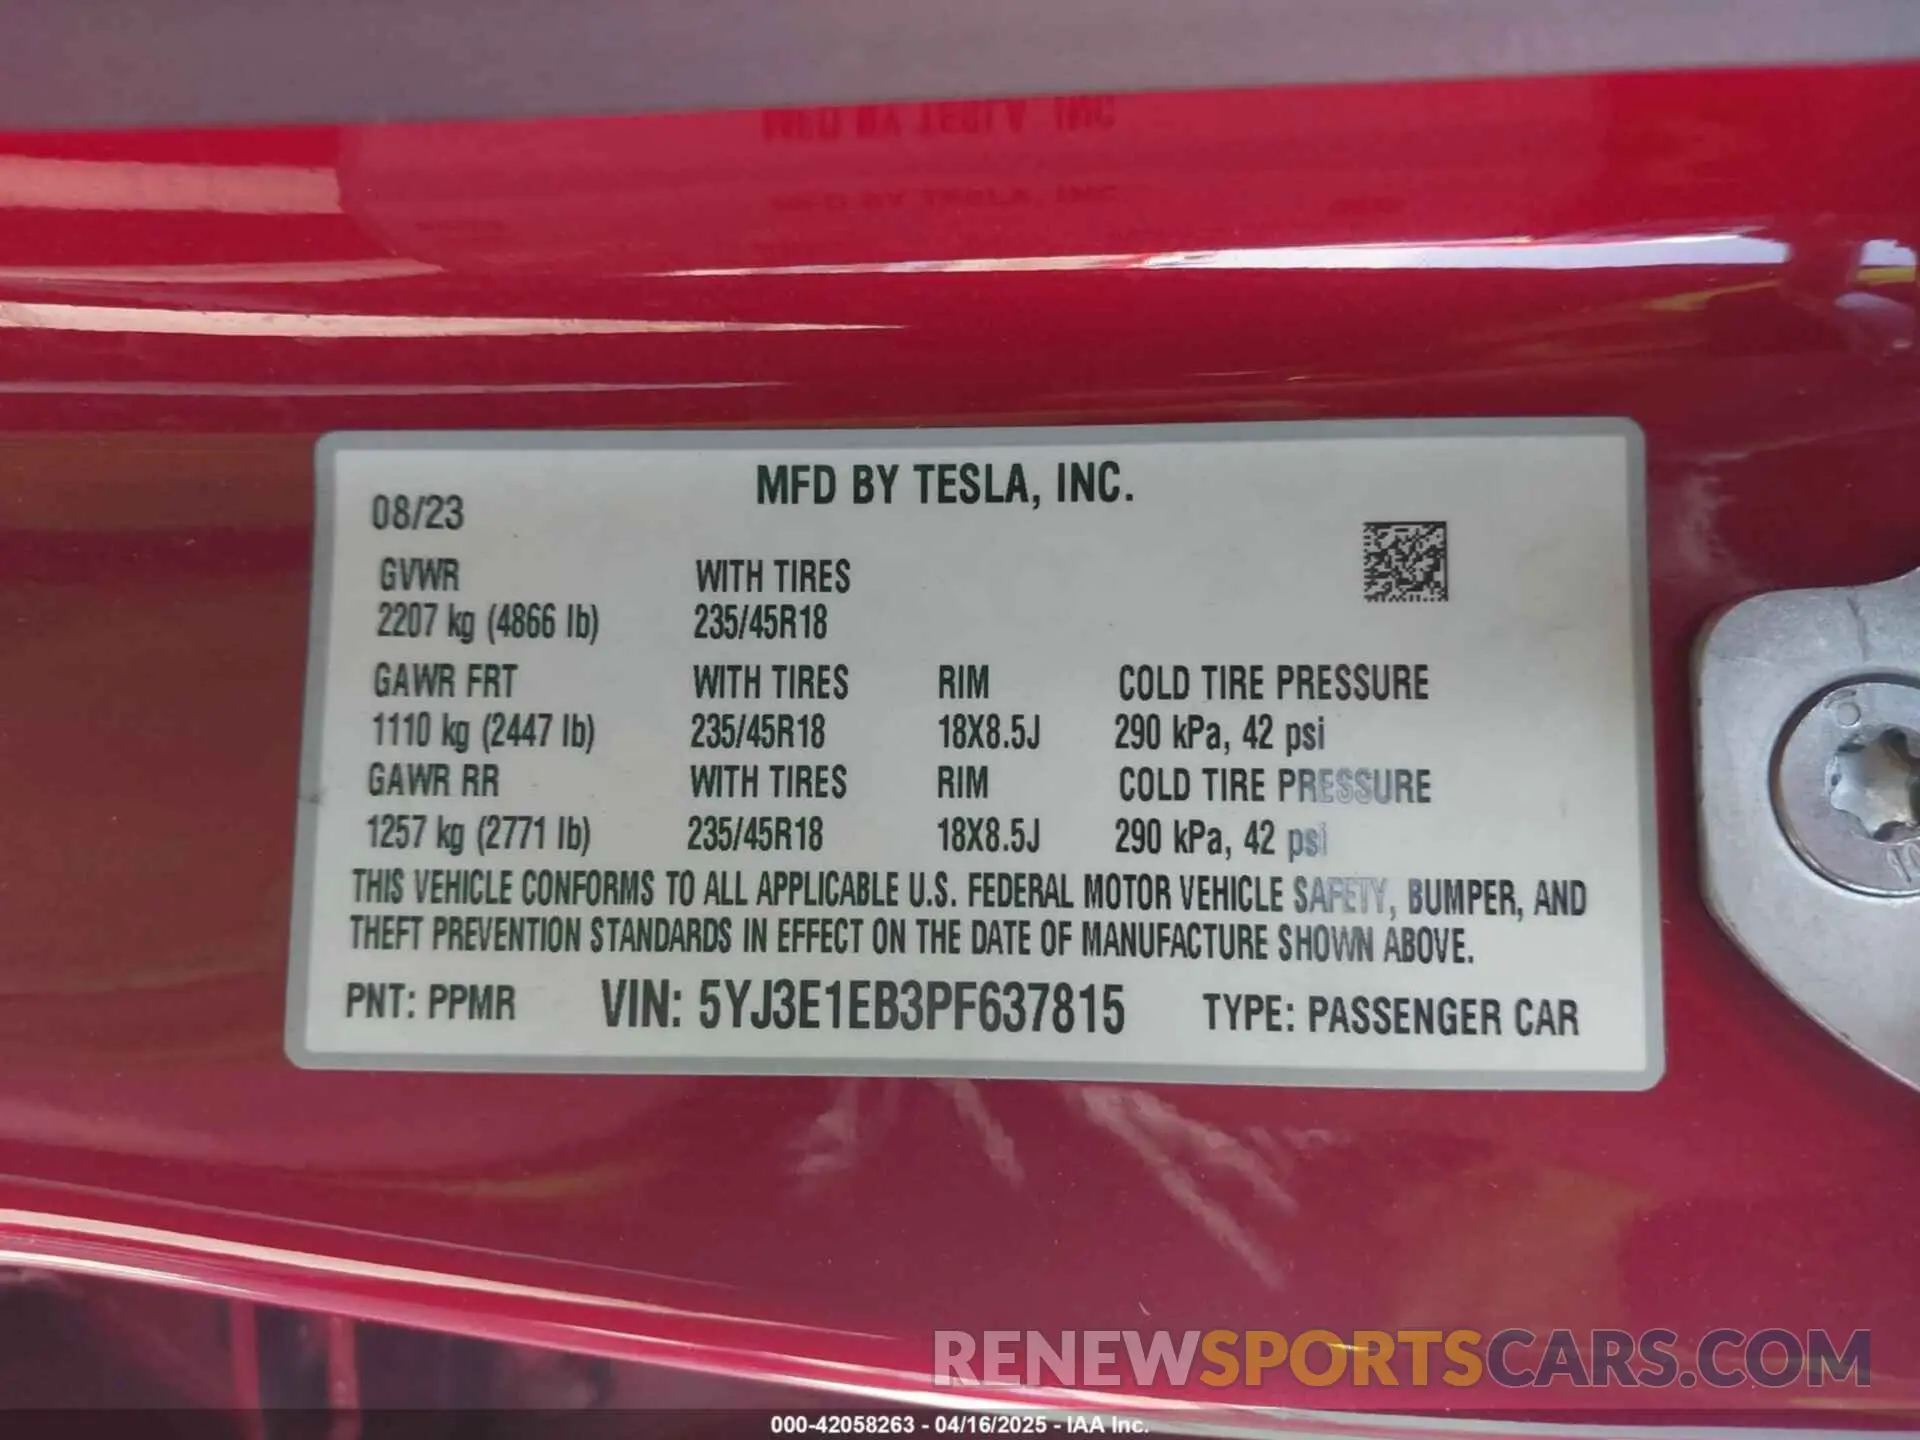 MFD BY TESLA, INC.
08/23
GVWR WITH TIRES
2207 kg (4866 lb) 235/45R18
GAWR FRT WITH TIRES RIM COLD TIRE PRESSURE
1110 kg (2447 lb) 235/45R18 18X8.5J 290 kPa, 42 psi
GAWR RR WITH TIRES RIM COLD TIRE PRESSURE
1257 kg (2771 lb) 235/45R18 18X8.5J 290 kPa, 42 psi
THIS VEHICLE CONFORMS TO ALL APPLICABLE U.S. FEDERAL MOTOR VEHICLE SAFETY, BUMPER, AND
THEFT PREVENTION STANDARDS IN EFFECT ON THE DATE OF MANUFACTURE SHOWN ABOVE.
PNT: PPMR VIN: 5YJ3E1EB3PF637815 TYPE: PASSENGER CAR
RENEWSPORTSCARS.COM
000-42058263 - 04/16/2025 - IAA Inc.